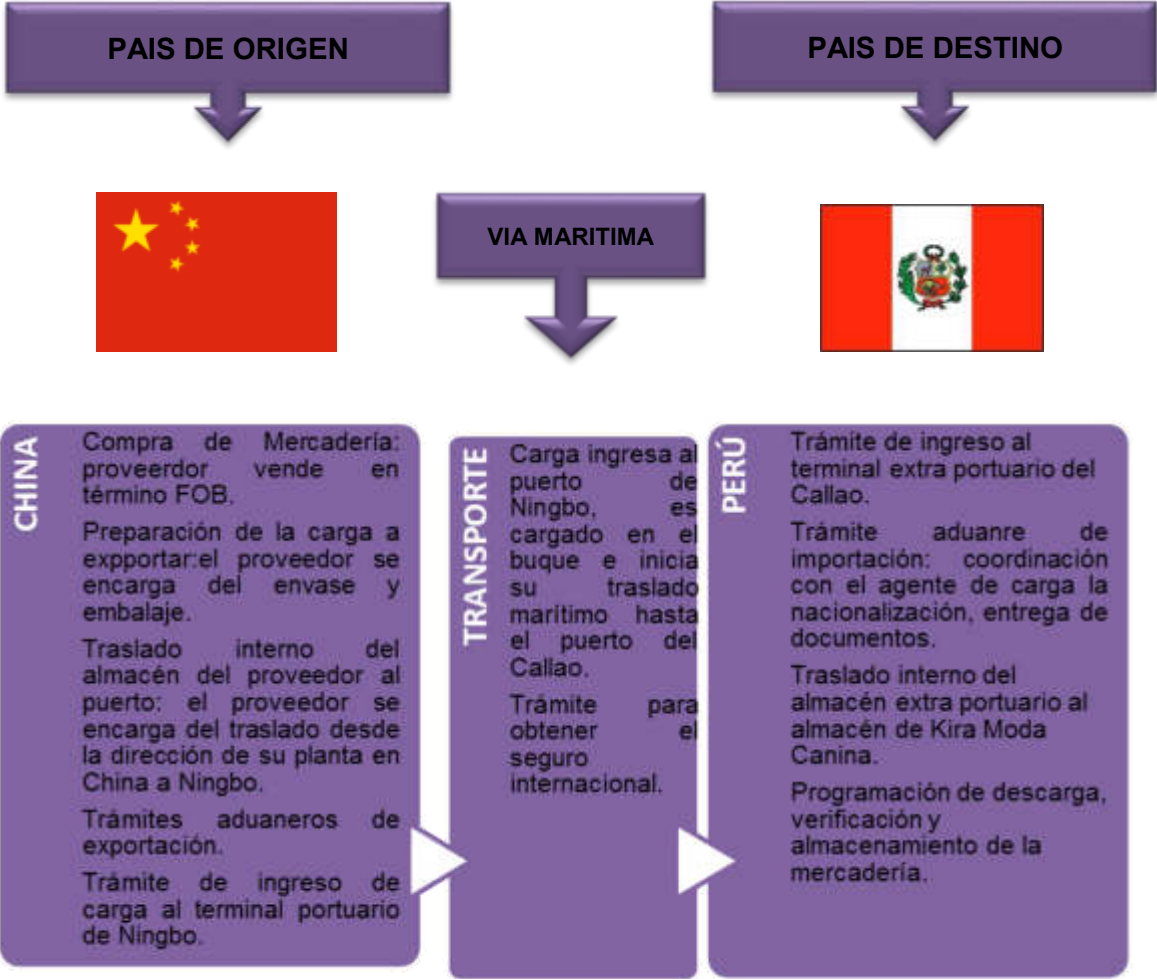 PAIS DE ORIGEN
PAIS DE DESTINO
VIA MARITIMA
CHINA
Compra de Mercadería:
proveerdor vende en
término FOB.
Preparación de la carga a
expportar:el proveedor se
encarga del envase y
embalaje.
Traslado interno del
almacén del proveedor al
puerto: el proveedor se
encarga del traslado desde
la dirección de su planta en
China a Ningbo.
Trámites aduaneros de
exportación.
Trámite de ingreso de
carga al terminal portuario
de Ningbo.
TRANSPORTE
Carga ingresa al
puerto de
Ningbo, es
cargado en el
buque e inicia
su traslado
marítimo hasta
el puerto del
Callao.
Trámite para
obtener el
seguro
internacional.
PERÚ
Trámite de ingreso al
terminal extra portuario del
Callao.
Trámite aduanre de
importación: coordinación
con el agente de carga la
nacionalización, entrega de
documentos.
Traslado interno del
almacén extra portuario al
almacén de Kira Moda
Canina.
Programación de descarga,
verificación y
almacenamiento de la
mercadería.